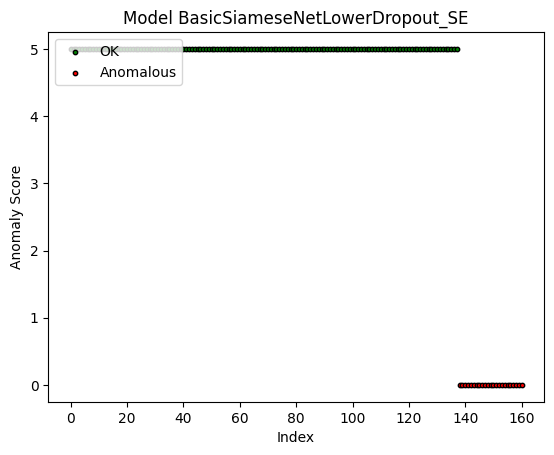 Model BasicSiameseNetLowerDropout_SE
OK
Anomalous
5
4
3
2
1
0
Anomaly Score
0 20 40 60 80 100 120 140 160
Index